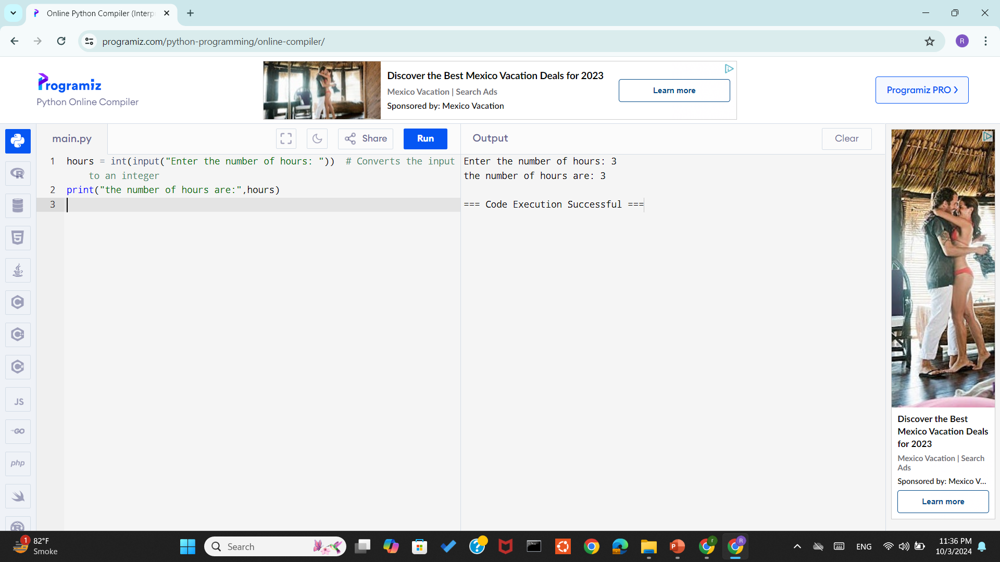 Online Python Compiler (Interp
programiz.com/python-programming/online-compiler/
R
Programiz
Python Online Compiler
Discover the Best Mexico Vacation Deals for 2023
Mexico Vacation | Search Ads
Sponsored by: Mexico Vacation
Learn more
Programiz PRO >
main.py
Share
Run
Output
Clear
1 hours = int(input("Enter the number of hours: "))  # Converts the input
to an integer
2 print("the number of hours are:",hours)
3
Enter the number of hours: 3
the number of hours are: 3
=== Code Execution Successful ===
R
5
C
C
C
JS
GO
php
R
Discover the Best
Mexico Vacation Deals
for 2023
Mexico Vacation | Search
Ads
Sponsored by: Mexico V...
Learn more
1
82°F
Smoke
Search
P
r
R
ENG
11:36 PM
10/3/2024